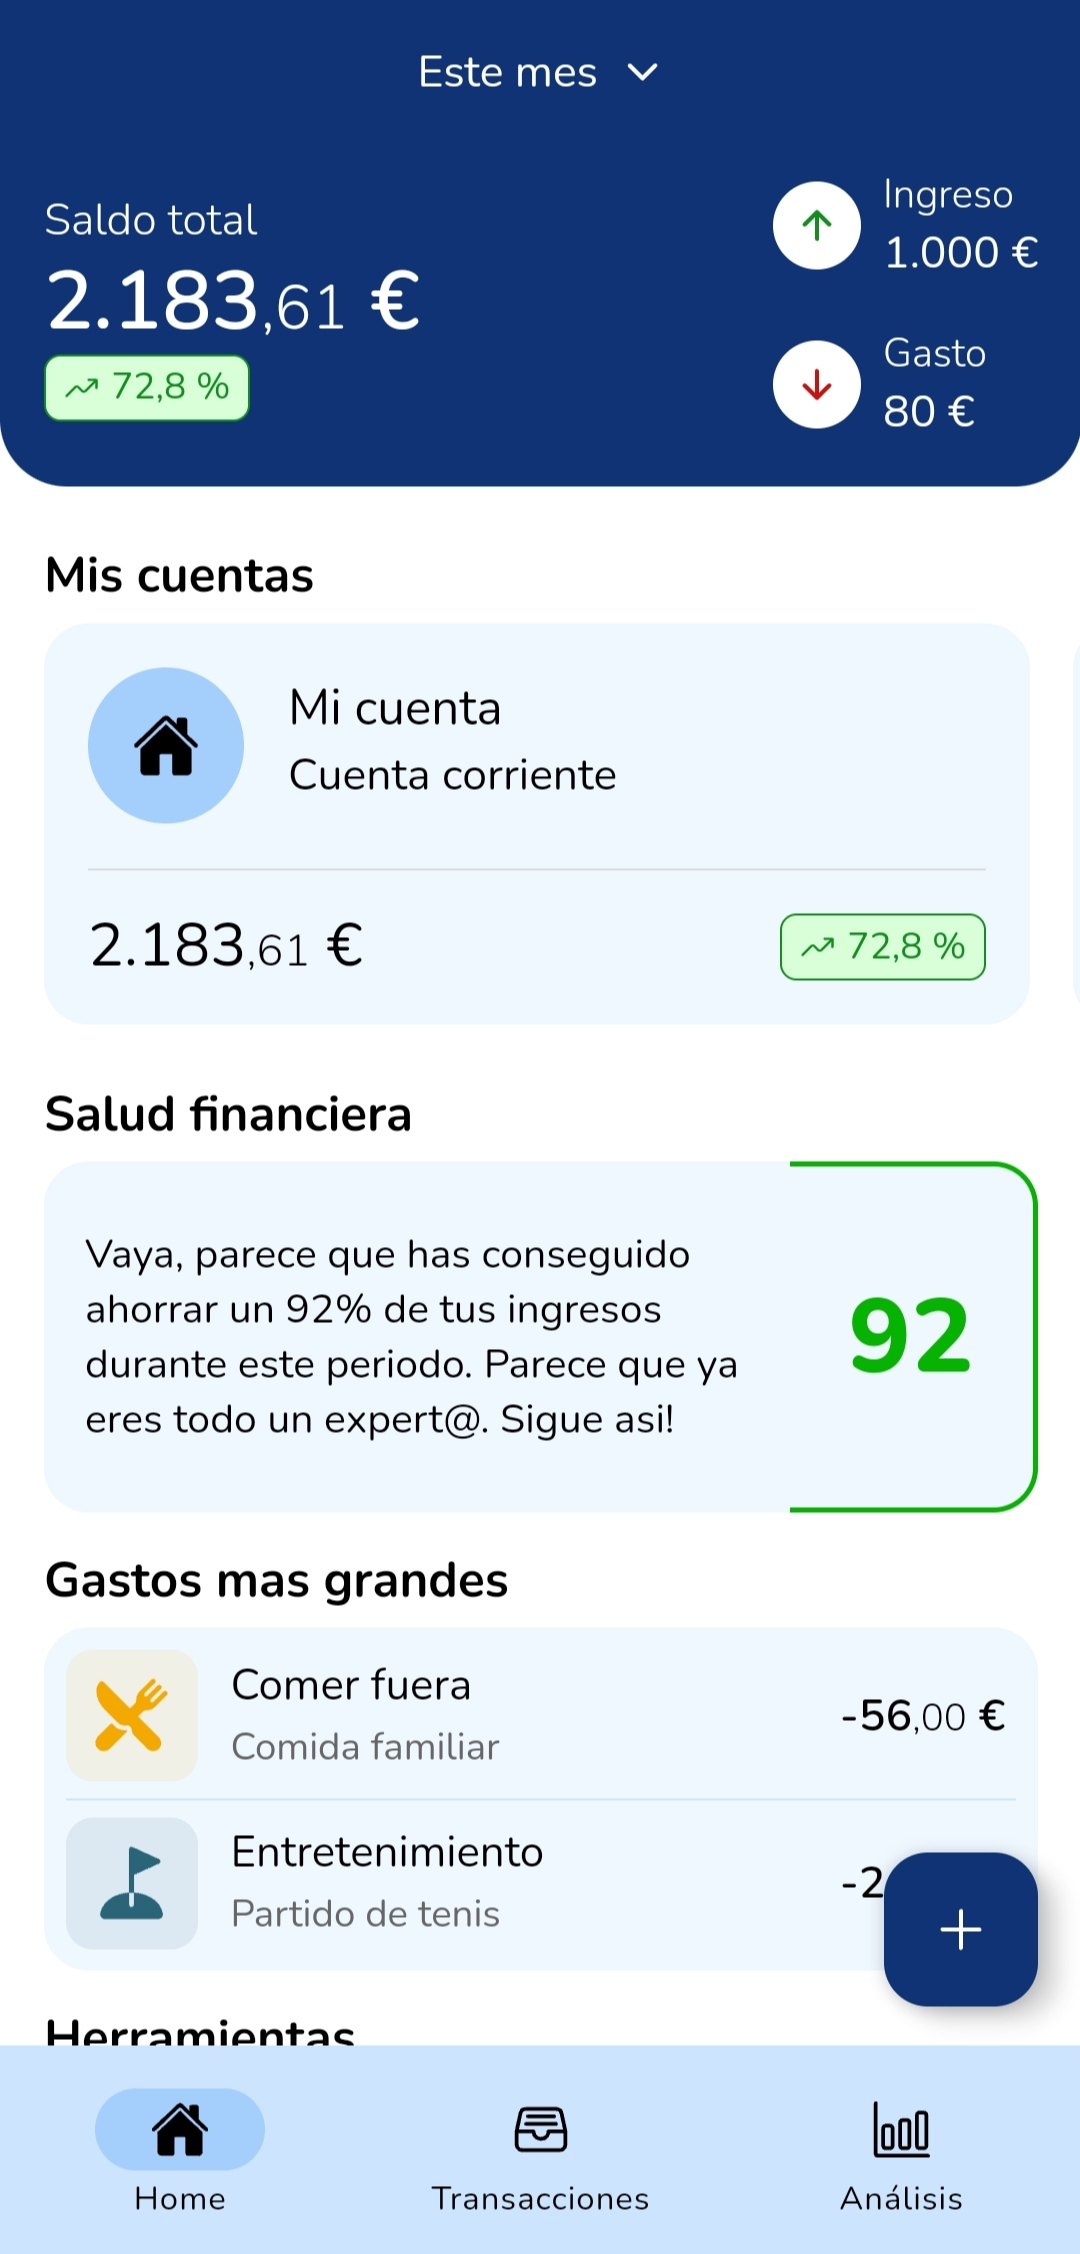 Este mes
Saldo total
2.183,61 €
72,8 %
Ingreso
1.000 €
Gasto
80 €
Mis cuentas
Mi cuenta
Cuenta corriente
2.183,61 €
72,8 %
Salud financiera
Vaya, parece que has conseguido
ahorrar un 92% de tus ingresos
durante este periodo. Parece que ya
eres todo un expert@. Sigue asi!
92
Gastos mas grandes
Comer fuera
Comida familiar
-56,00 €
Entretenimiento
Partido de tenis
-2
Herramientas
Home
Transacciones
Análisis